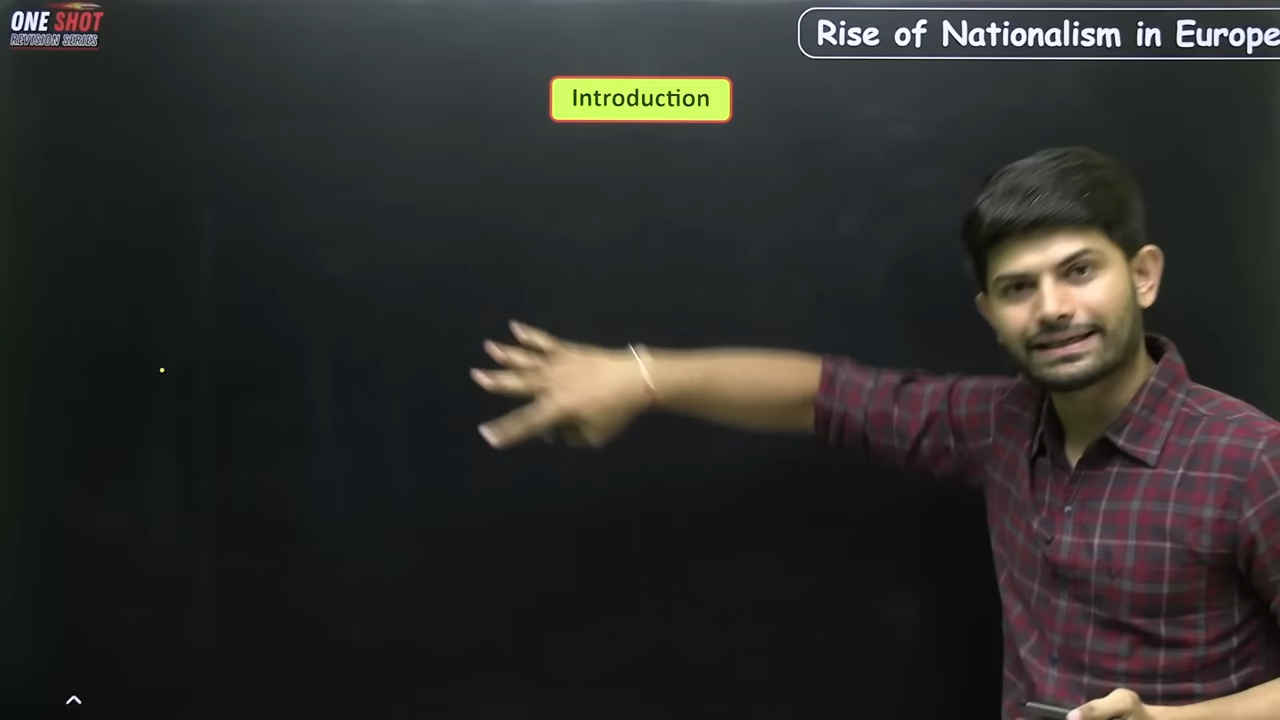 ONE SHOT
REVISION SERIES
Rise of Nationalism in Europe
Introduction